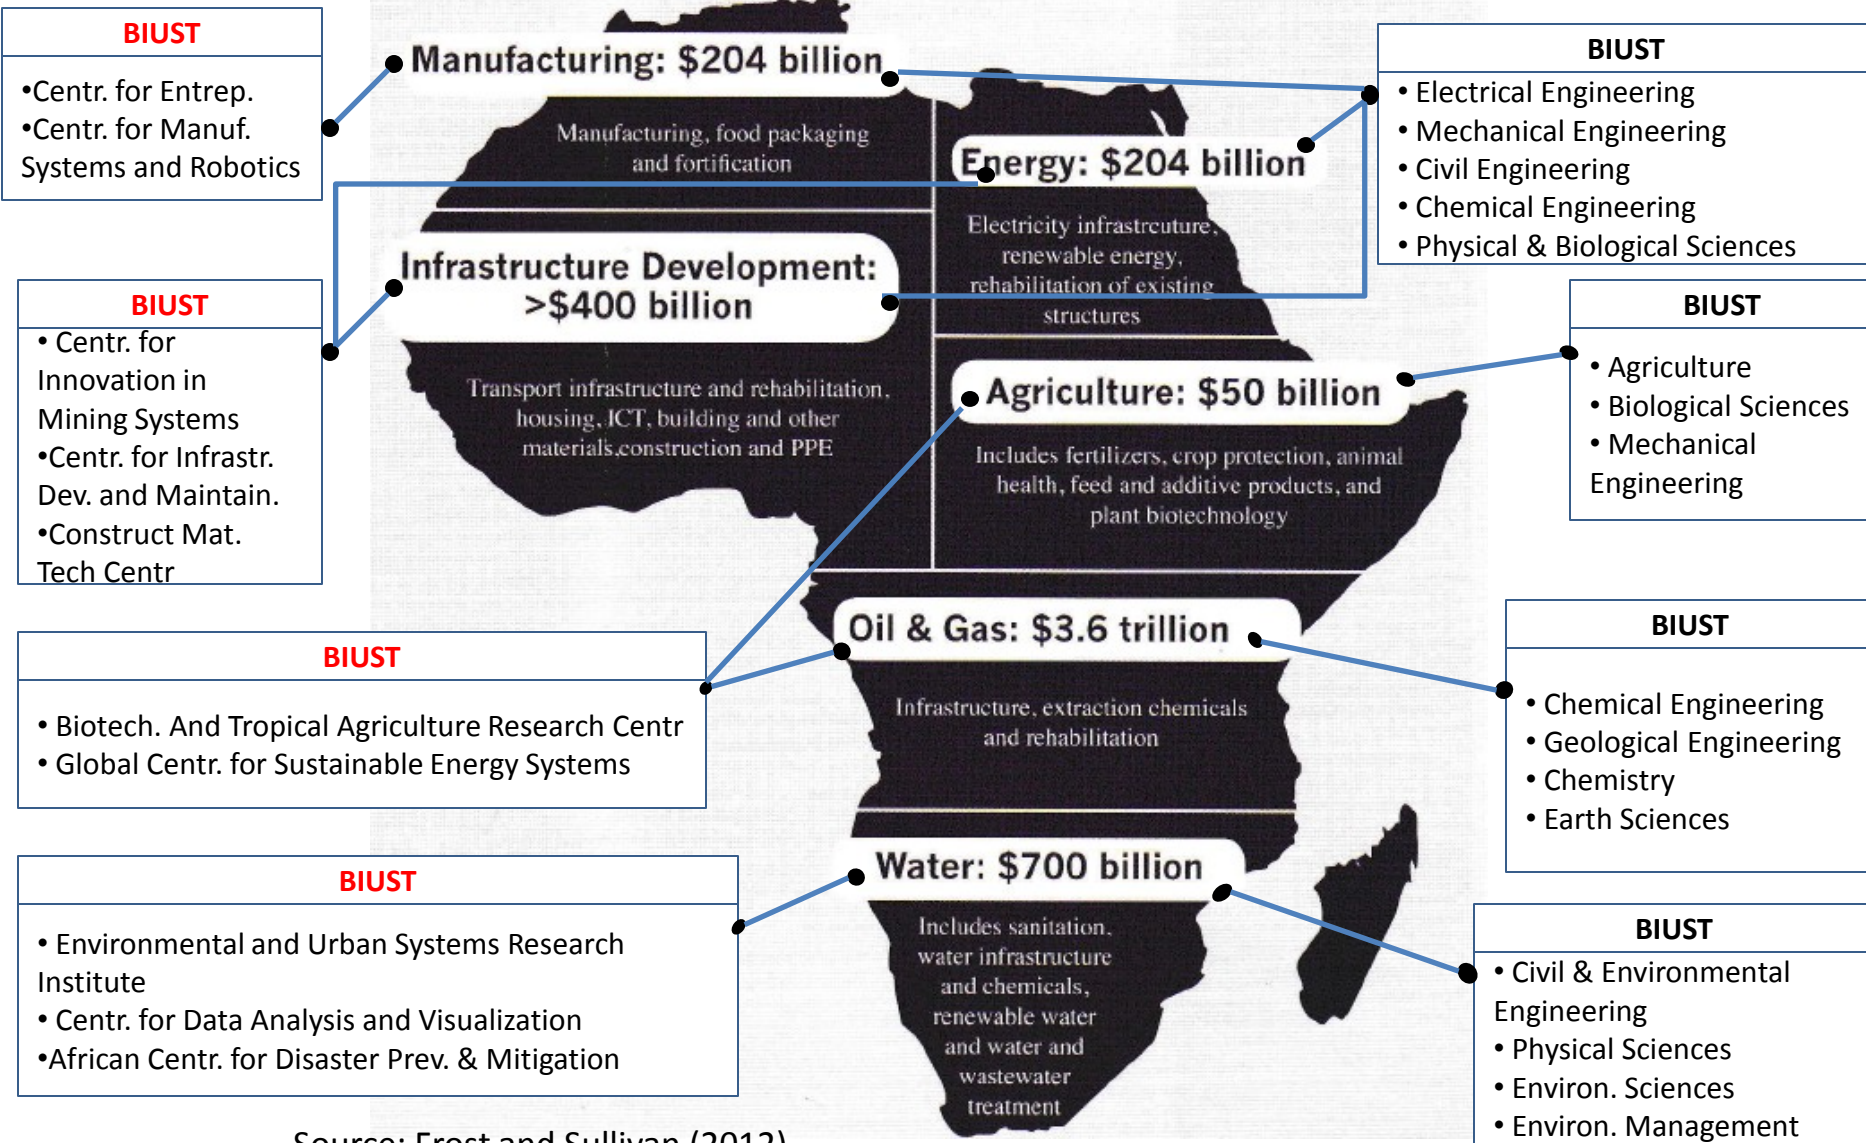 BIUST
•Centr. for Entrep.
•Centr. for Manuf.
Systems and Robotics
BIUST
• Centr. for
Innovation in
Mining Systems
•Centr. for Infrastr.
Dev. and Maintain.
•Construct Mat.
Tech Centr
BIUST
• Biotech. And Tropical Agriculture Research Centr
• Global Centr. for Sustainable Energy Systems
BIUST
• Environmental and Urban Systems Research
Institute
• Centr. for Data Analysis and Visualization
•African Centr. for Disaster Prev. & Mitigation
Manufacturing: $204 billion
Manufacturing, food packaging
and fortification
Energy: $204 billion
Electricity infrastrcuture,
renewable energy,
rehabilitation of existing
structures
Infrastructure Development:
>$400 billion
Transport infrastructure and rehabilitation,
housing, ICT, building and other
materials,construction and PPE
Agriculture: $50 billion
Includes fertilizers, crop protection, animal
health, feed and additive products, and
plant biotechnology
Oil & Gas: $3.6 trillion
Infrastructure, extraction chemicals
and rehabilitation
Water: $700 billion
Includes sanitation,
water infrastructure
and chemicals,
renewable water
and water and
wastewater
treatment
BIUST
• Electrical Engineering
• Mechanical Engineering
• Civil Engineering
• Chemical Engineering
• Physical & Biological Sciences
BIUST
• Agriculture
• Biological Sciences
• Mechanical
Engineering
BIUST
• Chemical Engineering
• Geological Engineering
• Chemistry
• Earth Sciences
BIUST
• Civil & Environmental
Engineering
• Physical Sciences
• Environ. Sciences
• Environ. Management
Source: Frost and Sullivan (2012)